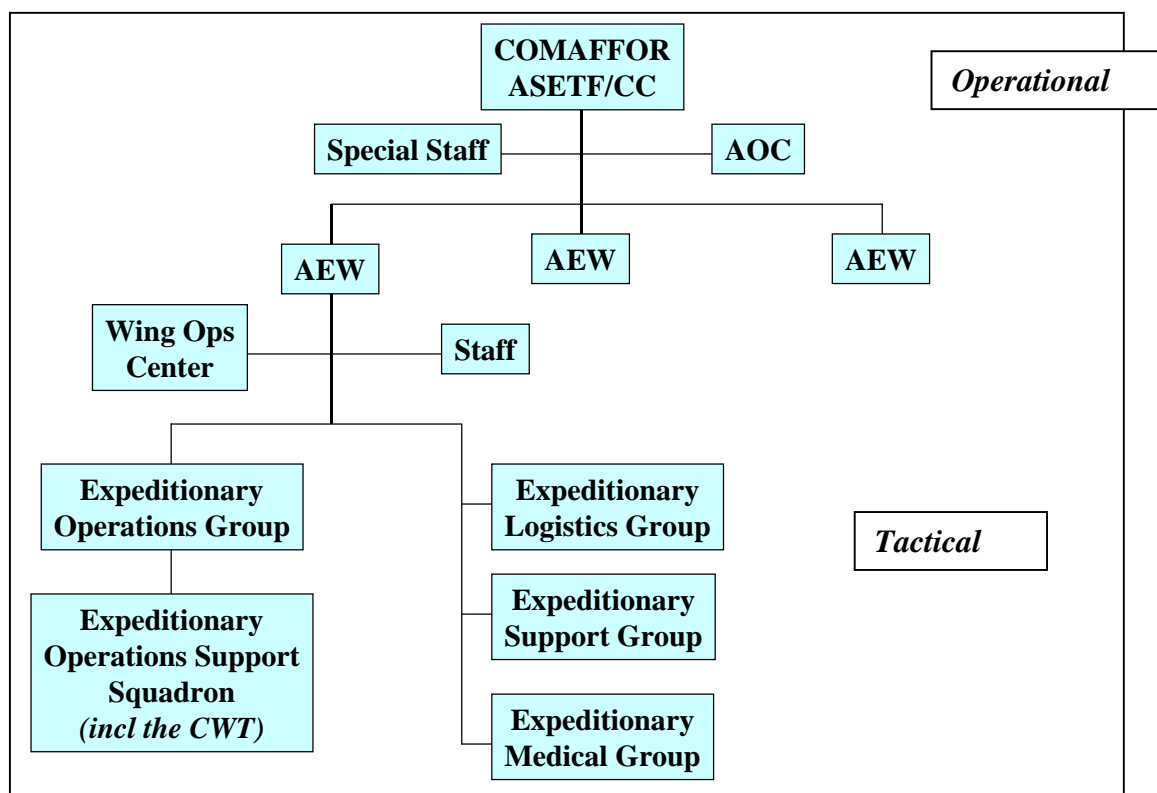 COMAFFOR
ASETF/CC
Operational
Special Staff
AOC
AEW
AEW
AEW
Wing Ops
Center
Staff
Expeditionary
Operations Group
Expeditionary
Logistics Group
Tactical
Expeditionary
Operations Support
Squadron
(incl the CWT)
Expeditionary
Support Group
Expeditionary
Medical Group